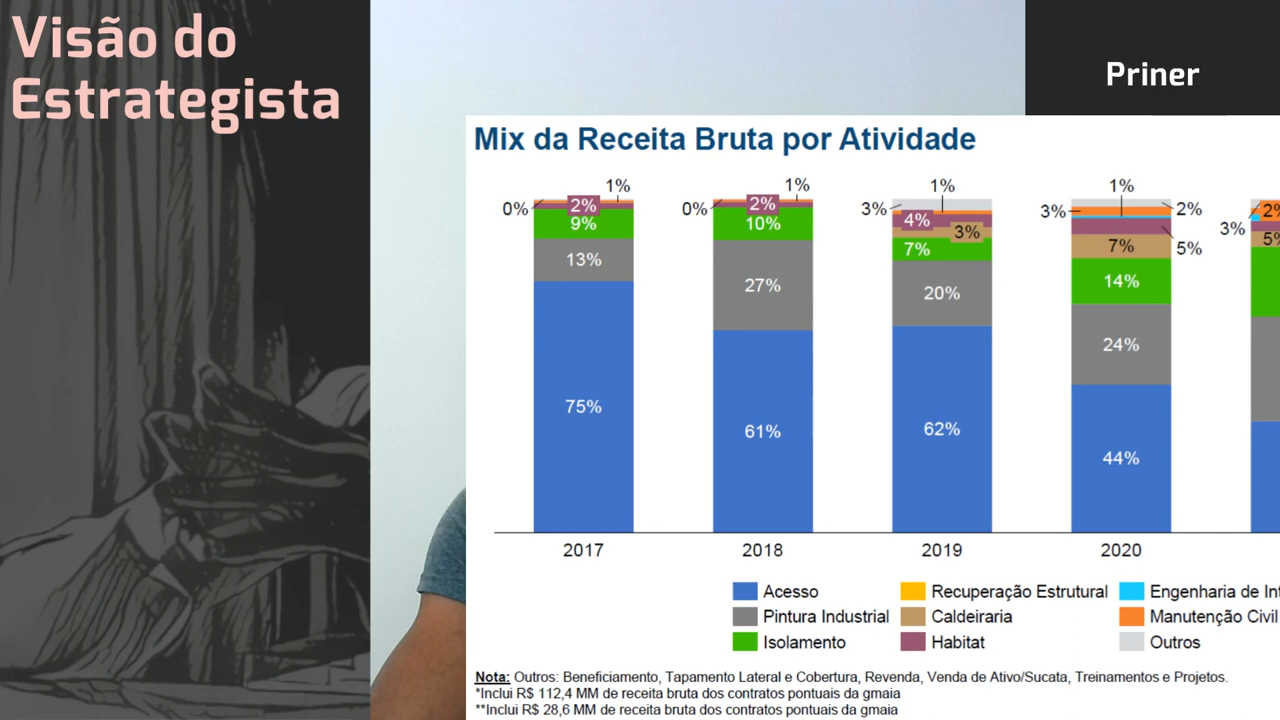 Visão do
Estrategista
Priner
Mix da Receita Bruta por Atividade
1%
0%
2%
9%
13%
75%
1%
0%
2%
10%
27%
61%
1%
3%
4%
3%
7%
20%
62%
1%
3%
2%
7%
5%
14%
24%
44%
2%
3%
5%
2017 2018 2019 2020
Acesso Recuperação Estrutural
Pintura Industrial Caldeiraria Manutenção Civil
Isolamento Habitat Outros
Engenharia de
Nota: Outros: Beneficiamento, Tapamento Lateral e Cobertura, Revenda, Venda de Ativo/Sucata, Treinamentos e Projetos.
*Inclui R$ 112,4 MM de receita bruta dos contratos pontuais da gmaia
**Inclui R$ 28,6 MM de receita bruta dos contratos pontuais da gmaia